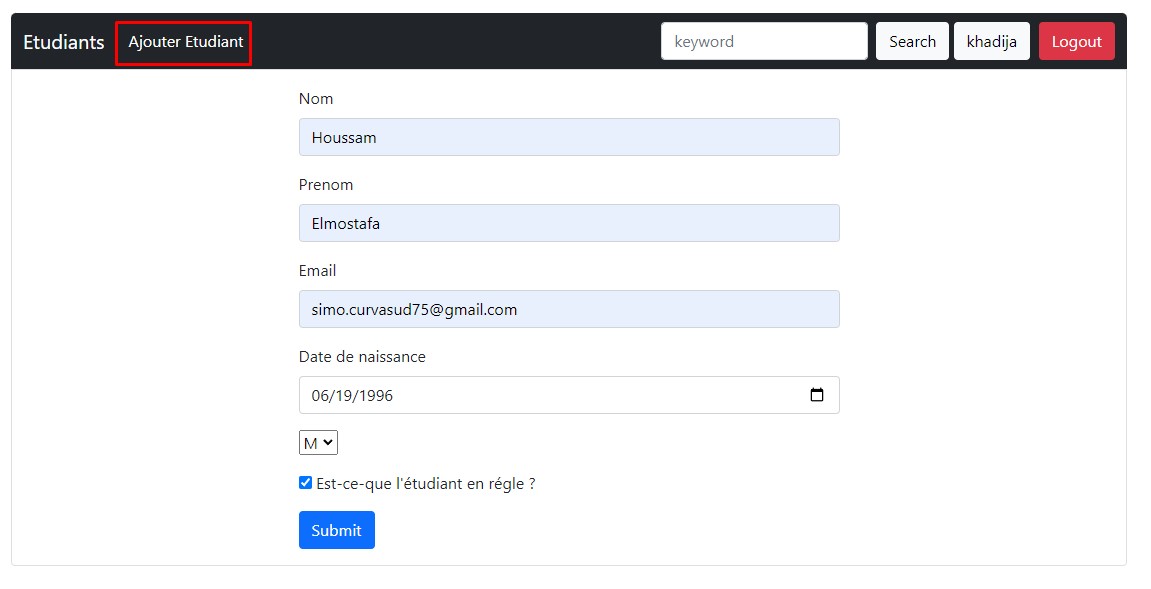 Etudiants Ajouter Etudiant keyword Search khadija Logout
Nom
Houssam
Prenom
Elmostafa
Email
simo.curvasud75@gmail.com
Date de naissance
06/19/1996
M
Est-ce-que l'étudiant en régle ?
Submit